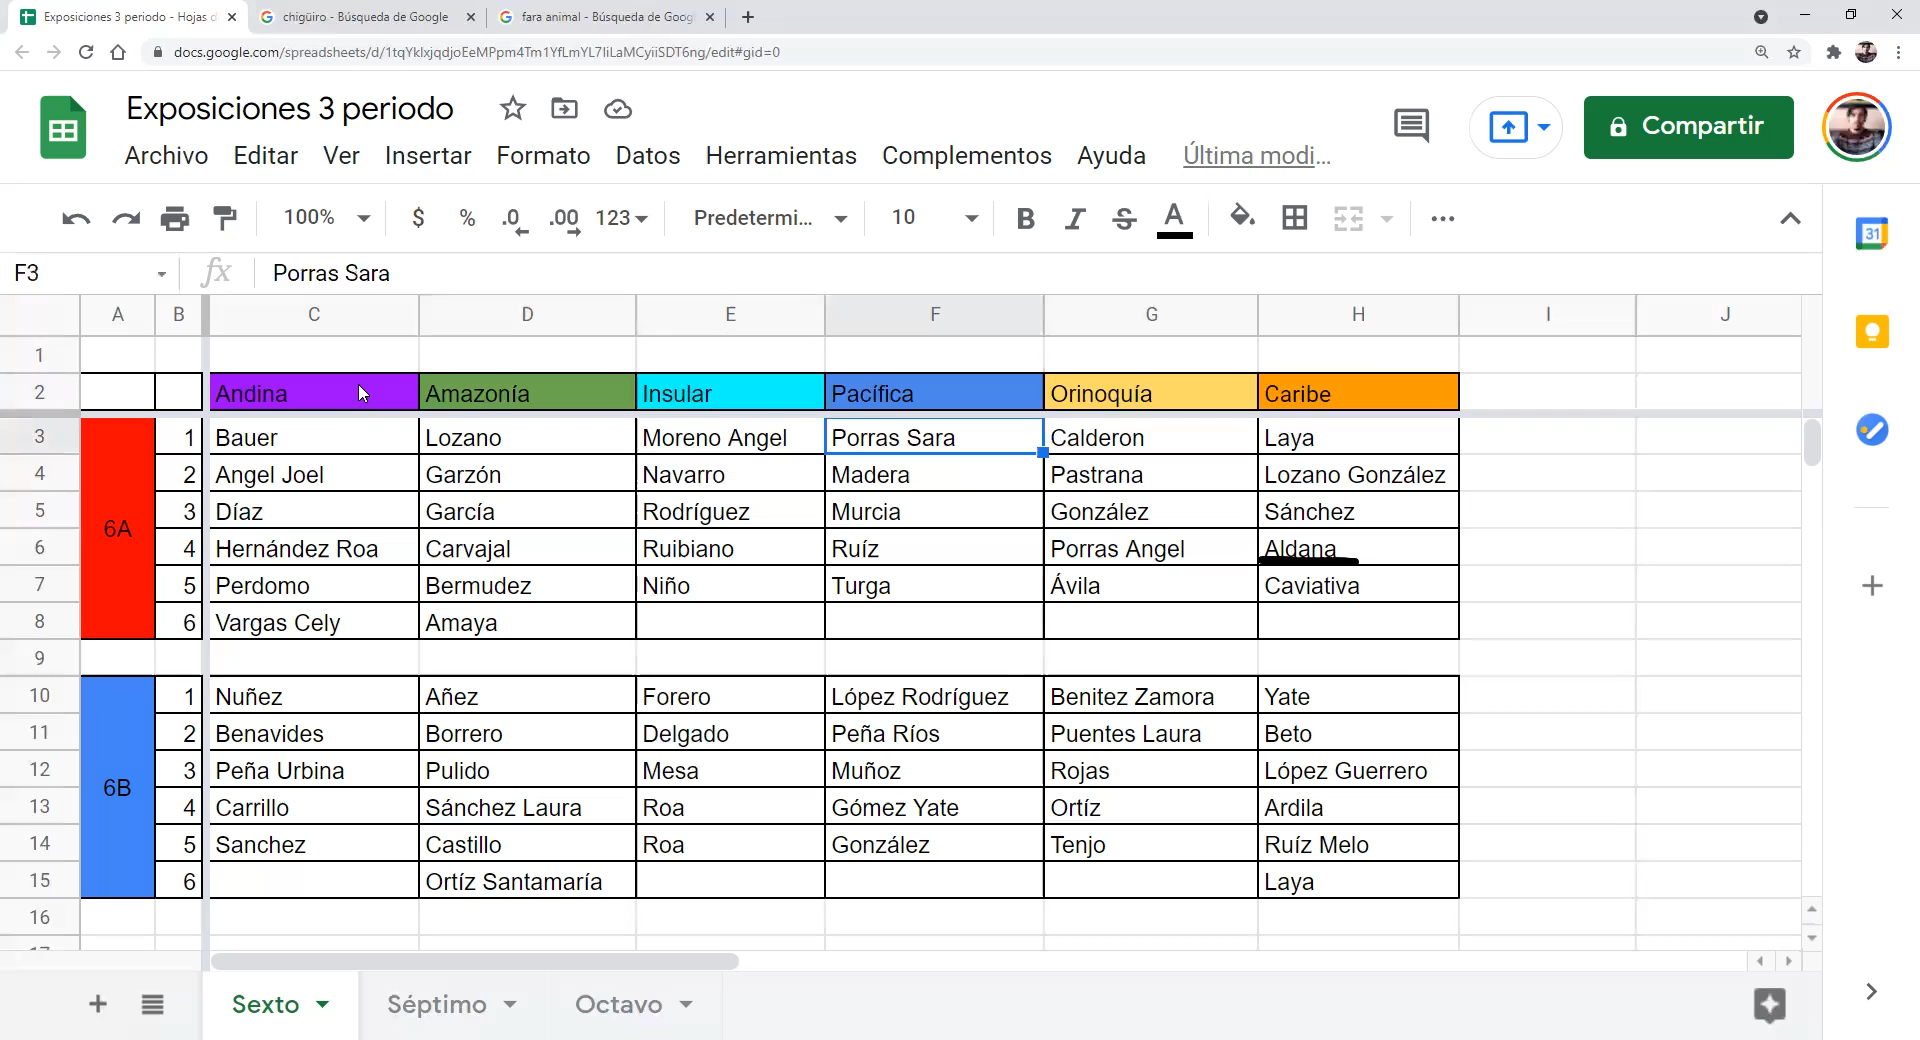 Exposiciones 3 periodo - Hojas d
chigüiro - Búsqueda de Google
fara animal - Búsqueda de Goog
docs.google.com/spreadsheets/d/1tqYkIxjqdjoEeMPpm4Tm1YfLmYL7IiLaMCyiiSDT6ng/edit#gid=0
Exposiciones 3 periodo
Compartir
Archivo Editar Ver Insertar Formato Datos Herramientas Complementos Ayuda Última modi...
100% $ % .0 .00 123 Predetermi... 10 B I S A
31
F3 fx Porras Sara
A B C D E F G H I J
1
2 Andina Amazonía Insular Pacífica Orinoquía Caribe
3 1 Bauer Lozano Moreno Angel Porras Sara Calderon Laya
4 2 Angel Joel Garzón Navarro Madera Pastrana Lozano González
5 6A 3 Díaz García Rodríguez Murcia González Sánchez
6 4 Hernández Roa Carvajal Ruibiano Ruíz Porras Angel Aldana
7 5 Perdomo Bermudez Niño Turga Ávila Caviativa
8 6 Vargas Cely Amaya
9
10 1 Nuñez Añez Forero López Rodríguez Benitez Zamora Yate
11 2 Benavides Borrero Delgado Peña Ríos Puentes Laura Beto
12 6B 3 Peña Urbina Pulido Mesa Muñoz Rojas López Guerrero
13 4 Carrillo Sánchez Laura Roa Gómez Yate Ortíz Ardila
14 5 Sanchez Castillo Roa González Tenjo Ruíz Melo
15 6 Ortíz Santamaría Laya
16
Sexto Séptimo Octavo